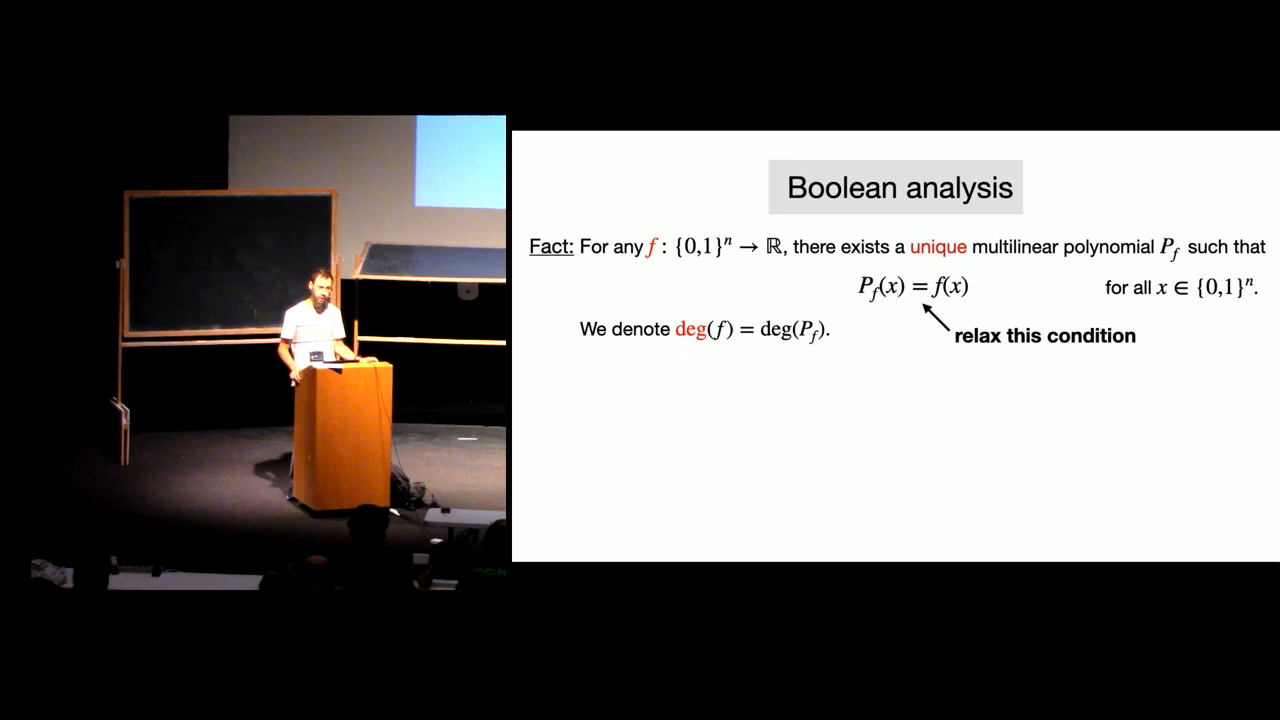 Boolean analysis
Fact: For any f : {0,1}ⁿ → ℝ, there exists a unique multilinear polynomial P_f such that
P_f(x) = f(x) for all x ∈ {0,1}ⁿ.
We denote deg(f) = deg(P_f).
relax this condition